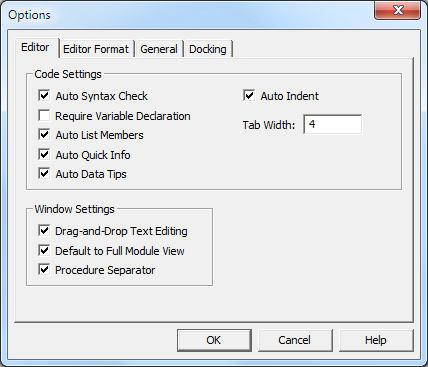 Options
Editor Editor Format General Docking
Code Settings
Auto Syntax Check Auto Indent
Require Variable Declaration
Tab Width: 4
Auto List Members
Auto Quick Info
Auto Data Tips
Window Settings
Drag-and-Drop Text Editing
Default to Full Module View
Procedure Separator
OK Cancel Help